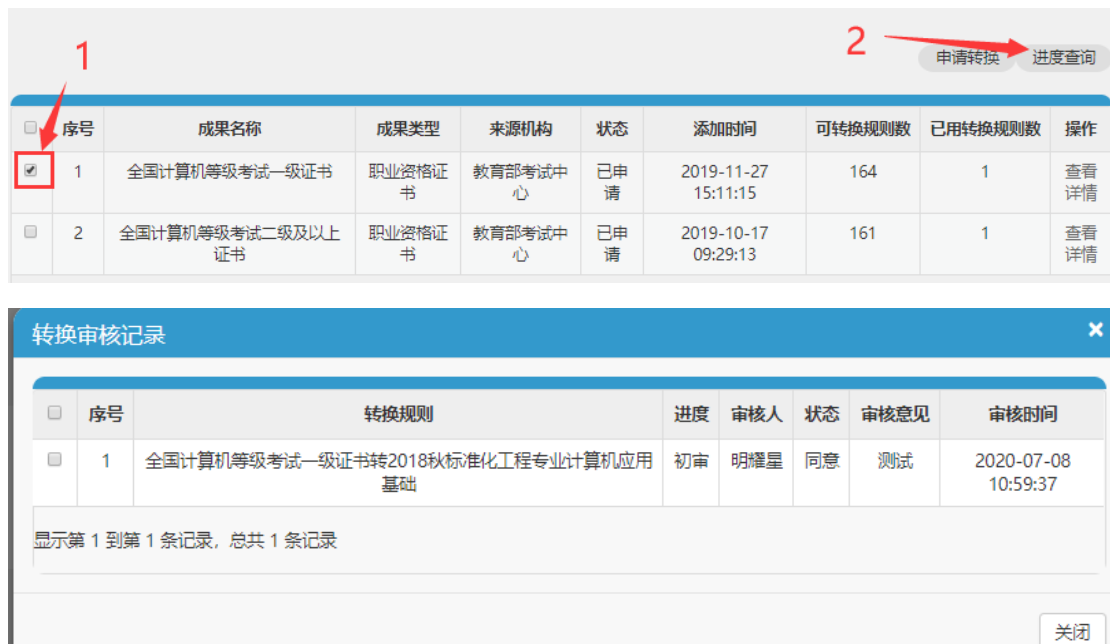 1
2
申请转换 进度查询
序号 成果名称 成果类型 来源机构 状态 添加时间 可转换规则数 已用转换规则数 操作
1 全国计算机等级考试一级证书 职业资格证 教育部考试中 已申 2019-11-27 164 1 查看
书 心 请 15:11:15 详情
2 全国计算机等级考试二级及以上 职业资格证 教育部考试中 已申 2019-10-17 161 1 查看
证书 书 心 请 09:29:13 详情
转换审核记录 ×
序号 转换规则 进度 审核人 状态 审核意见 审核时间
1 全国计算机等级考试一级证书转2018秋标准化工程专业计算机应用 初审 明耀星 同意 测试 2020-07-08
基础 10:59:37
显示第 1 到第 1 条记录，总共 1 条记录
关闭